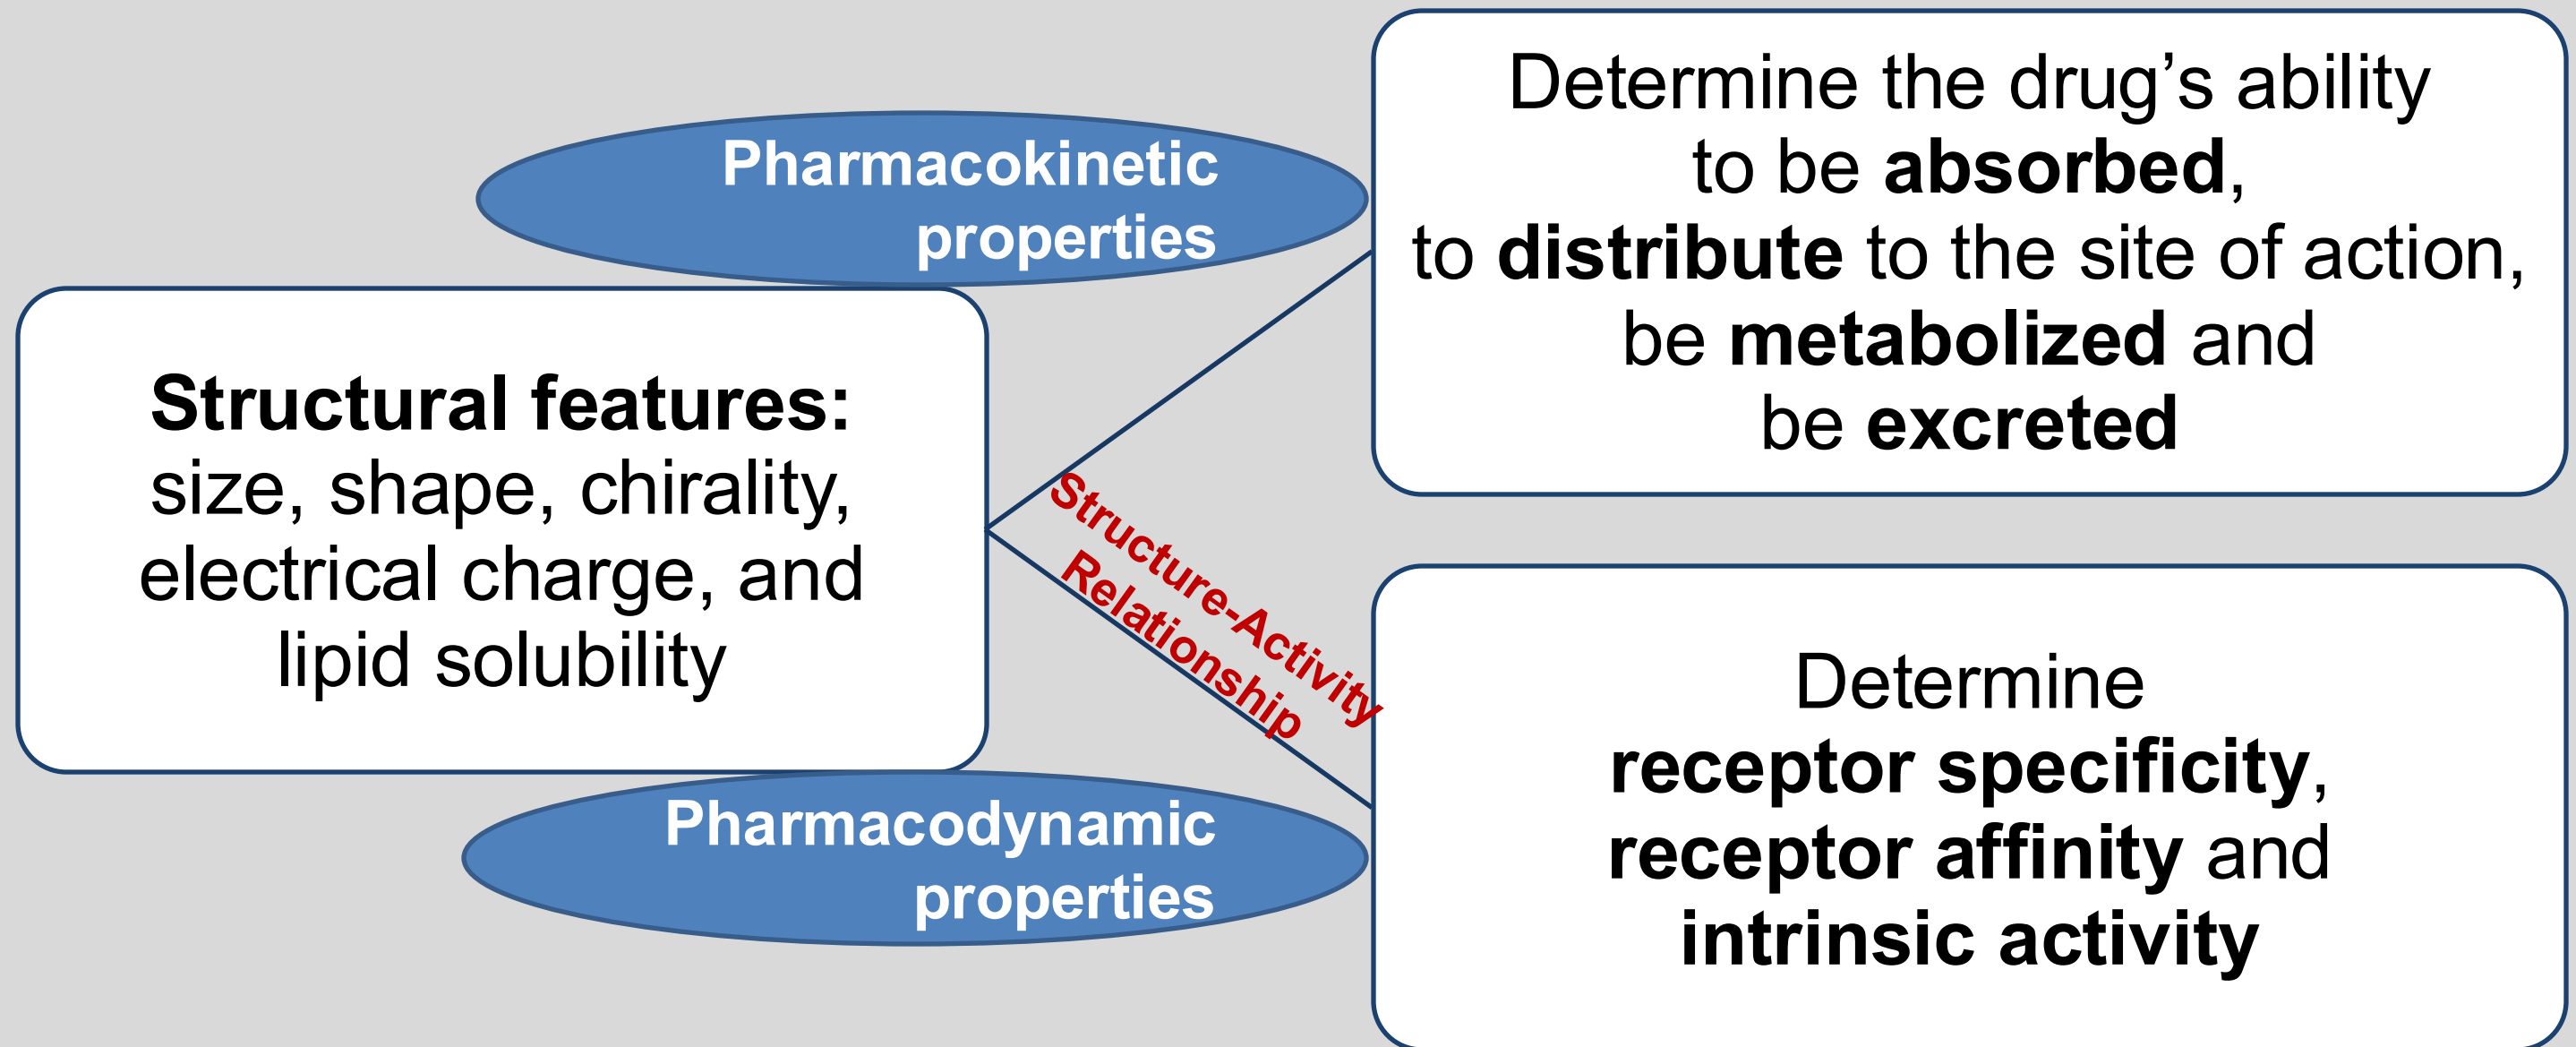 Pharmacokinetic
properties
Determine the drug’s ability
to be absorbed,
to distribute to the site of action,
be metabolized and
be excreted
Structural features:
size, shape, chirality,
electrical charge, and
lipid solubility
Structure-Activity
Relationship
Pharmacodynamic
properties
Determine
receptor specificity,
receptor affinity and
intrinsic activity